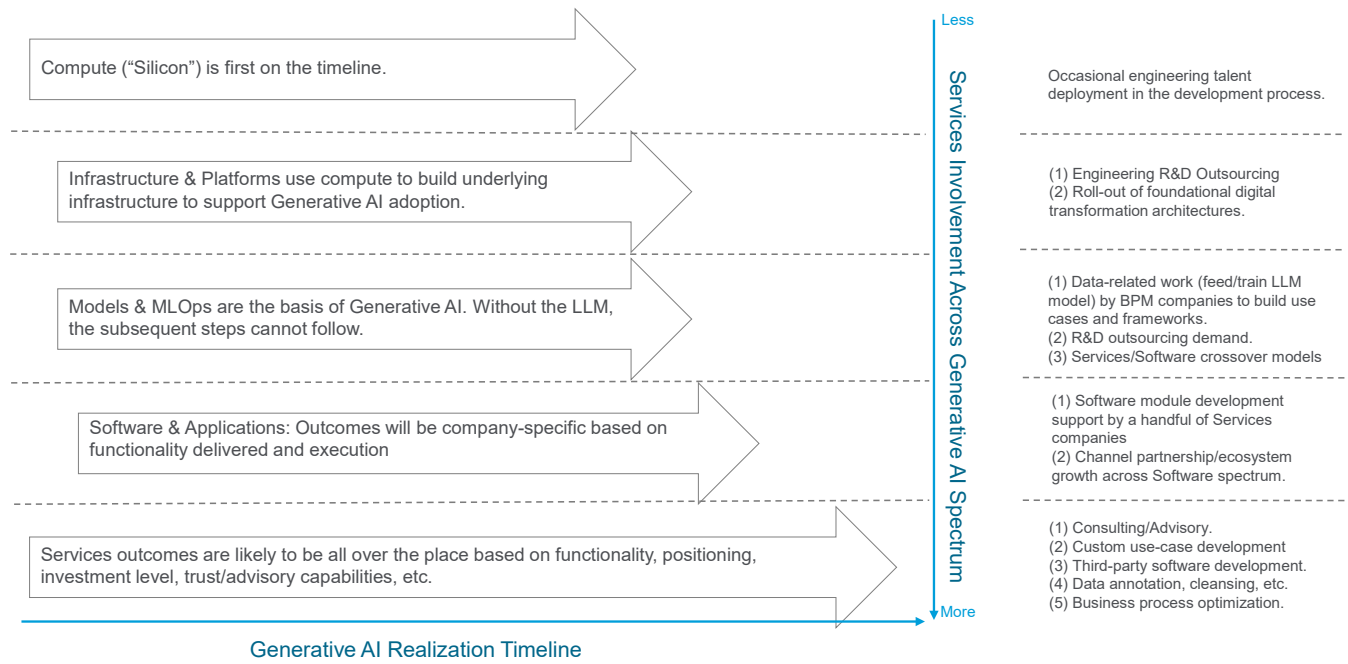 Less
Compute (“Silicon”) is first on the timeline.
Occasional engineering talent
deployment in the development process.
Infrastructure & Platforms use compute to build underlying
infrastructure to support Generative AI adoption.
(1) Engineering R&D Outsourcing
(2) Roll-out of foundational digital
transformation architectures.
Models & MLOps are the basis of Generative AI. Without the LLM,
the subsequent steps cannot follow.
(1) Data-related work (feed/train LLM
model) by BPM companies to build use
cases and frameworks.
(2) R&D outsourcing demand.
(3) Services/Software crossover models
Software & Applications: Outcomes will be company-specific based on
functionality delivered and execution
(1) Software module development
support by a handful of Services
companies
(2) Channel partnership/ecosystem
growth across Software spectrum.
Services outcomes are likely to be all over the place based on functionality, positioning,
investment level, trust/advisory capabilities, etc.
(1) Consulting/Advisory.
(2) Custom use-case development
(3) Third-party software development.
(4) Data annotation, cleansing, etc.
(5) Business process optimization.
Services Involvement Across Generative AI Spectrum
More
Generative AI Realization Timeline